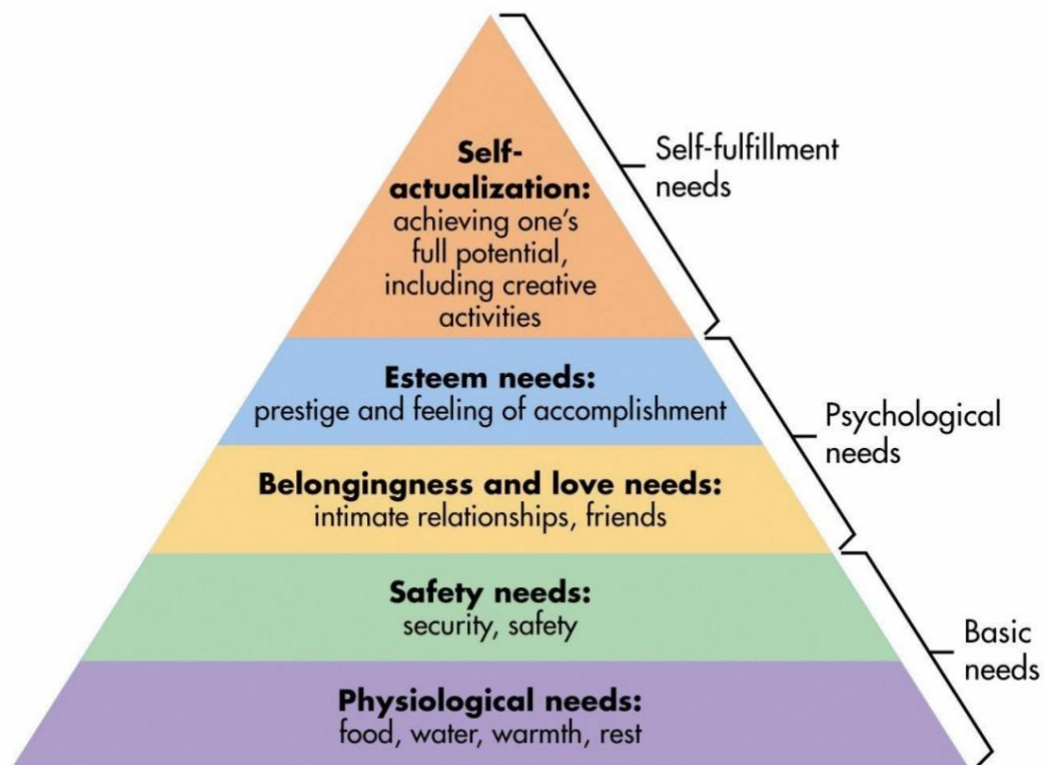 Self-
actualization:
achieving one's
full potential,
including creative
activities
Self-fulfillment
needs
Esteem needs:
prestige and feeling of accomplishment
Psychological
needs
Belongingness and love needs:
intimate relationships, friends
Safety needs:
security, safety
Basic
needs
Physiological needs:
food, water, warmth, rest